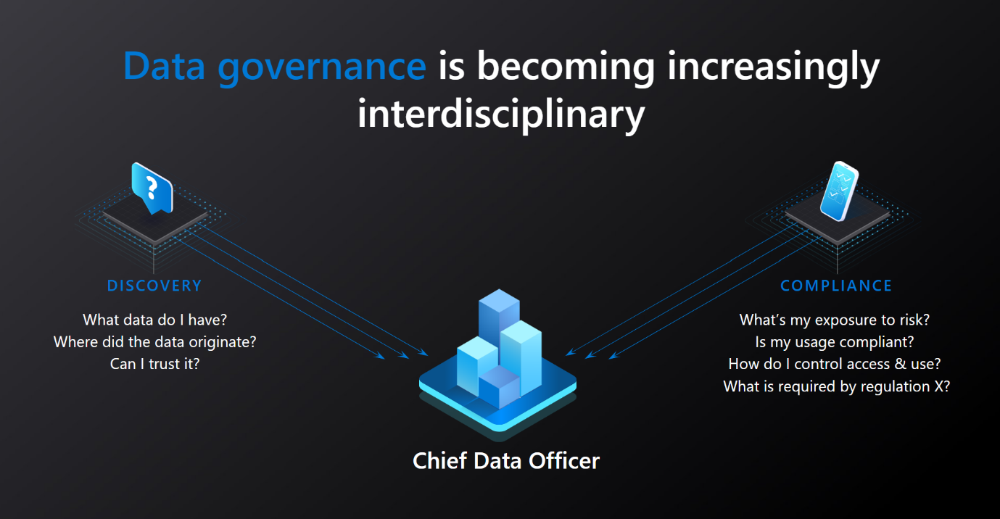 Data governance is becoming increasingly
interdisciplinary
DISCOVERY
What data do I have?
Where did the data originate?
Can I trust it?
COMPLIANCE
What’s my exposure to risk?
Is my usage compliant?
How do I control access & use?
What is required by regulation X?
Chief Data Officer